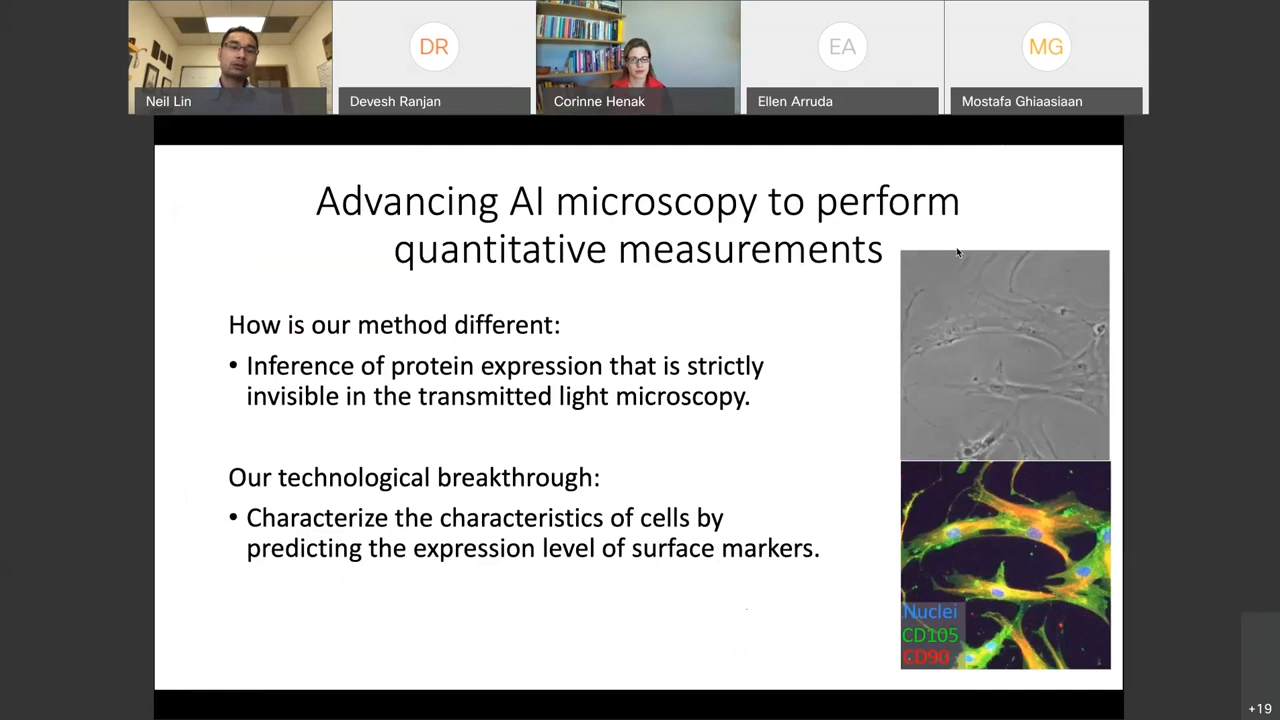 DR
EA
MG
Neil Lin
Devesh Ranjan
Corinne Henak
Ellen Arruda
Mostafa Ghiaasiaan
Advancing AI microscopy to perform
quantitative measurements
How is our method different:
• Inference of protein expression that is strictly
invisible in the transmitted light microscopy.
Our technological breakthrough:
• Characterize the characteristics of cells by
predicting the expression level of surface markers.
Nuclei
CD105
CD90
+19